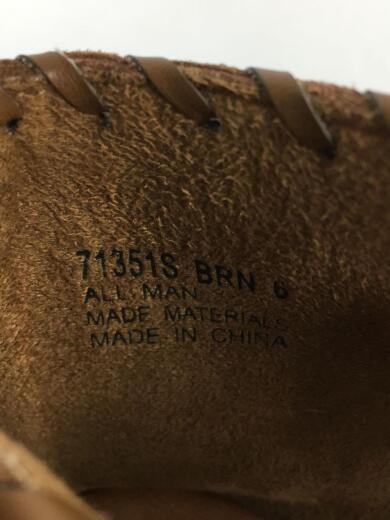 71351S BRN 6
ALL MAN
MADE MATERIALS
MADE IN CHINA